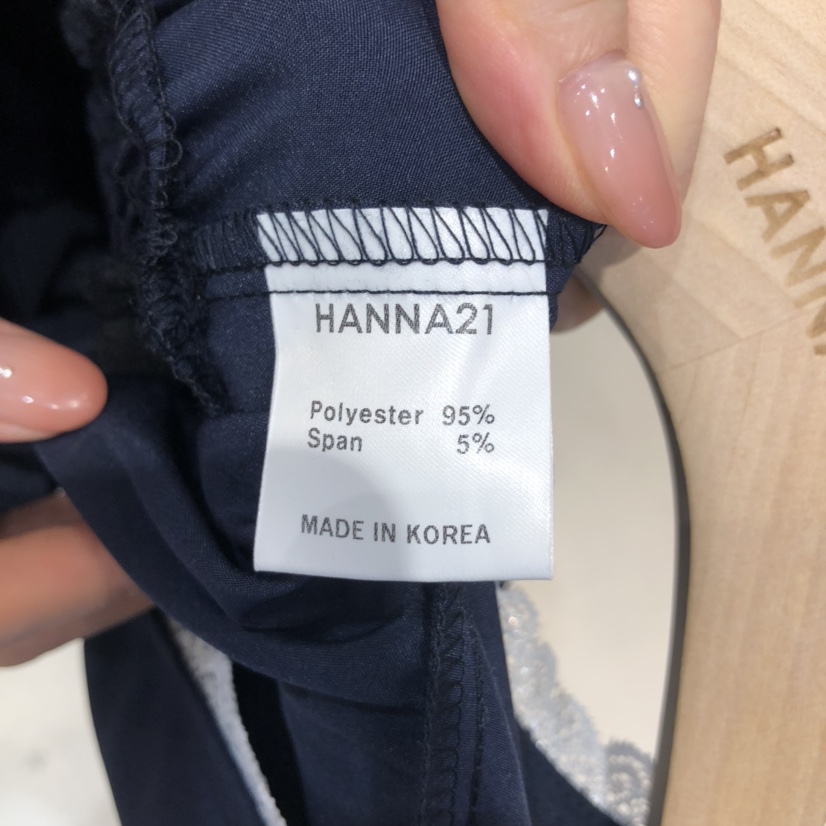 HANNA21
Polyester 95%
Span 5%
MADE IN KOREA
HANN